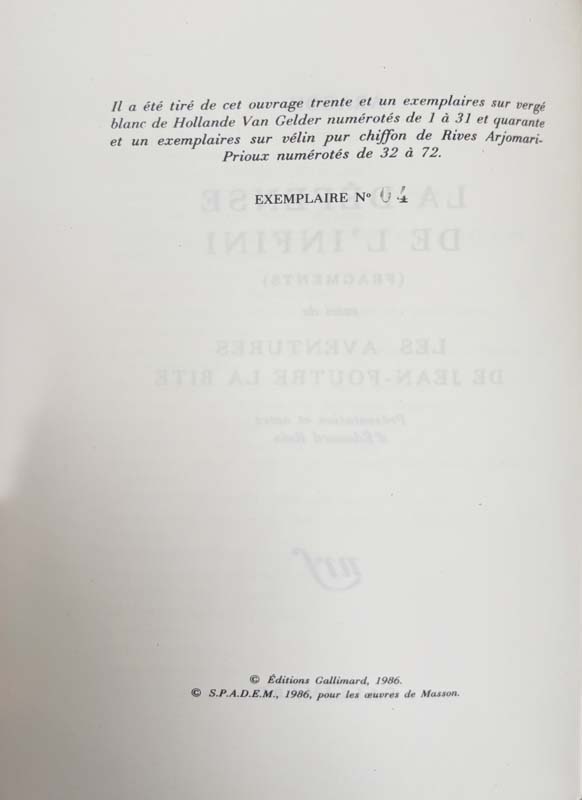 Il a été tiré de cet ouvrage trente et un exemplaires sur vergé
blanc de Hollande Van Gelder numérotés de 1 à 31 et quarante
et un exemplaires sur vélin pur chiffon de Rives Arjomari-
Prioux numérotés de 32 à 72.
EXEMPLAIRE N°
© Éditions Gallimard, 1986.
© S.P.A.D.E.M., 1986, pour les œuvres de Masson.